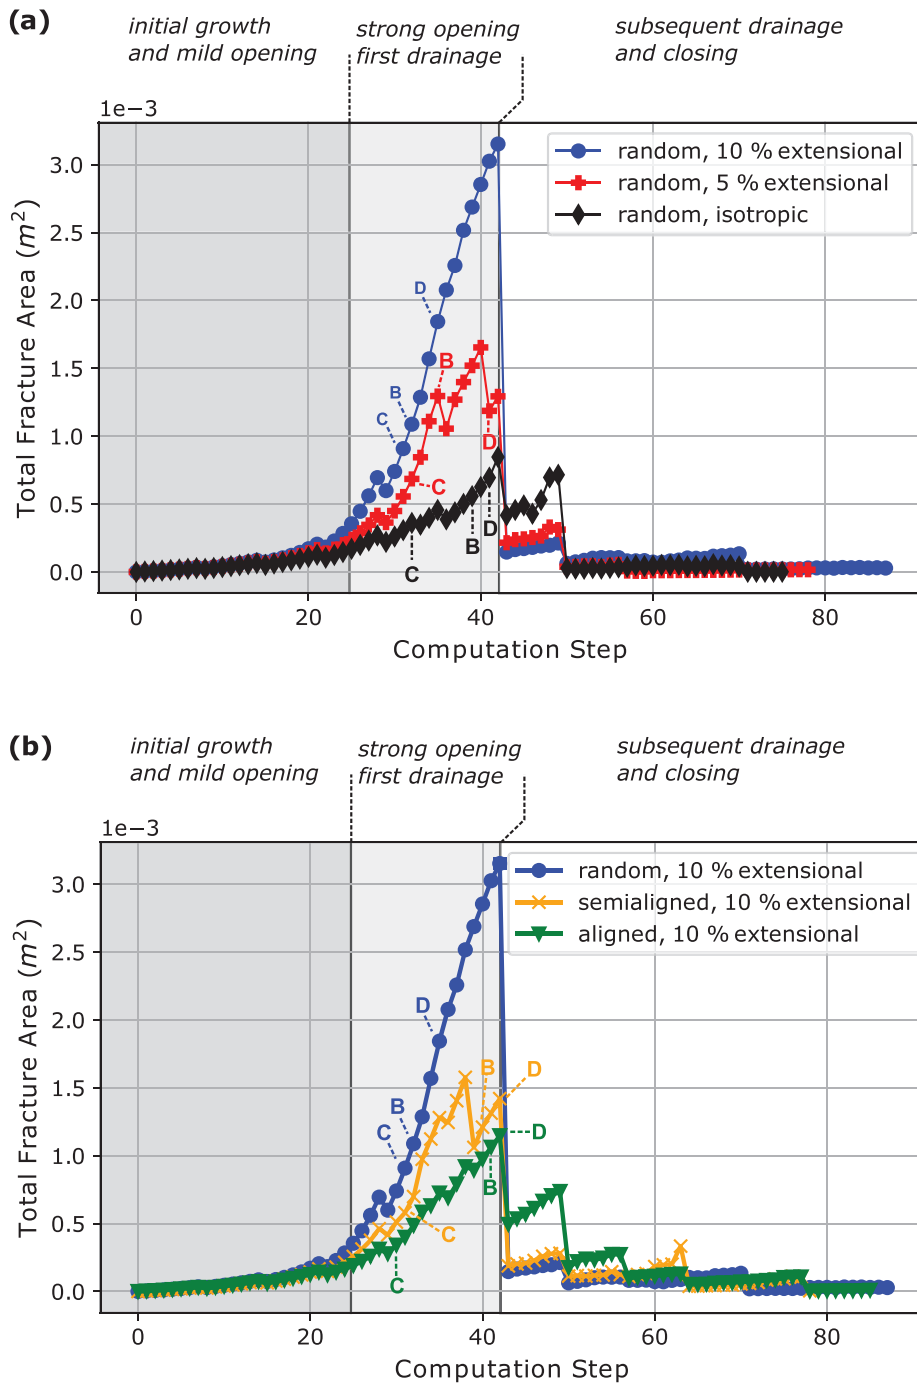 (a)
initial growth
and mild opening
strong opening
first drainage
subsequent drainage
and closing
1e−3
Total Fracture Area (m²)
3.0
2.5
2.0
1.5
1.0
0.5
0.0
random, 10 % extensional
random, 5 % extensional
random, isotropic
D
B
B
C
D
C
D
B
C
0
20
40
60
80
Computation Step
(b)
initial growth
and mild opening
strong opening
first drainage
subsequent drainage
and closing
1e−3
Total Fracture Area (m²)
3.0
2.5
2.0
1.5
1.0
0.5
0.0
random, 10 % extensional
semialigned, 10 % extensional
aligned, 10 % extensional
D
B
D
B
C
D
B
C
C
0
20
40
60
80
Computation Step